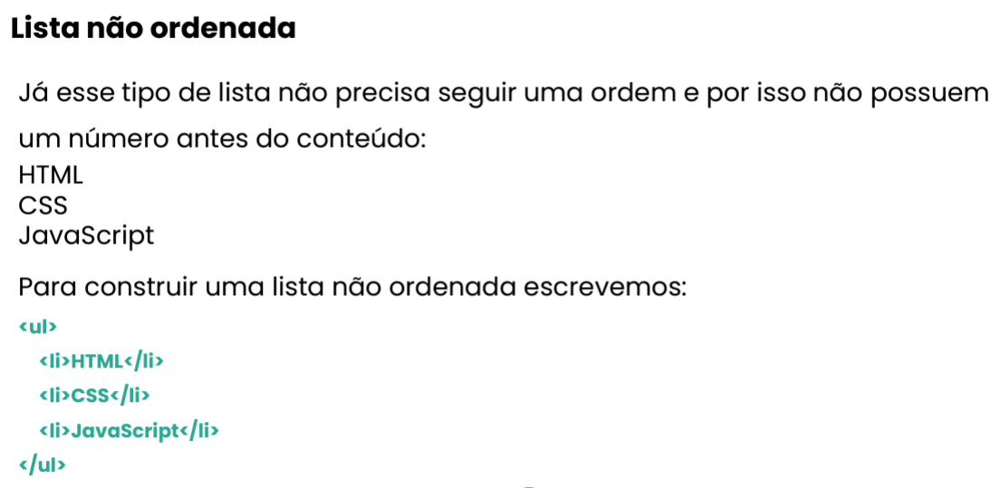 Lista não ordenada
Já esse tipo de lista não precisa seguir uma ordem e por isso não possuem
um número antes do conteúdo:
HTML
CSS
JavaScript
Para construir uma lista não ordenada escrevemos:
<ul>
<li>HTML</li>
<li>CSS</li>
<li>JavaScript</li>
</ul>